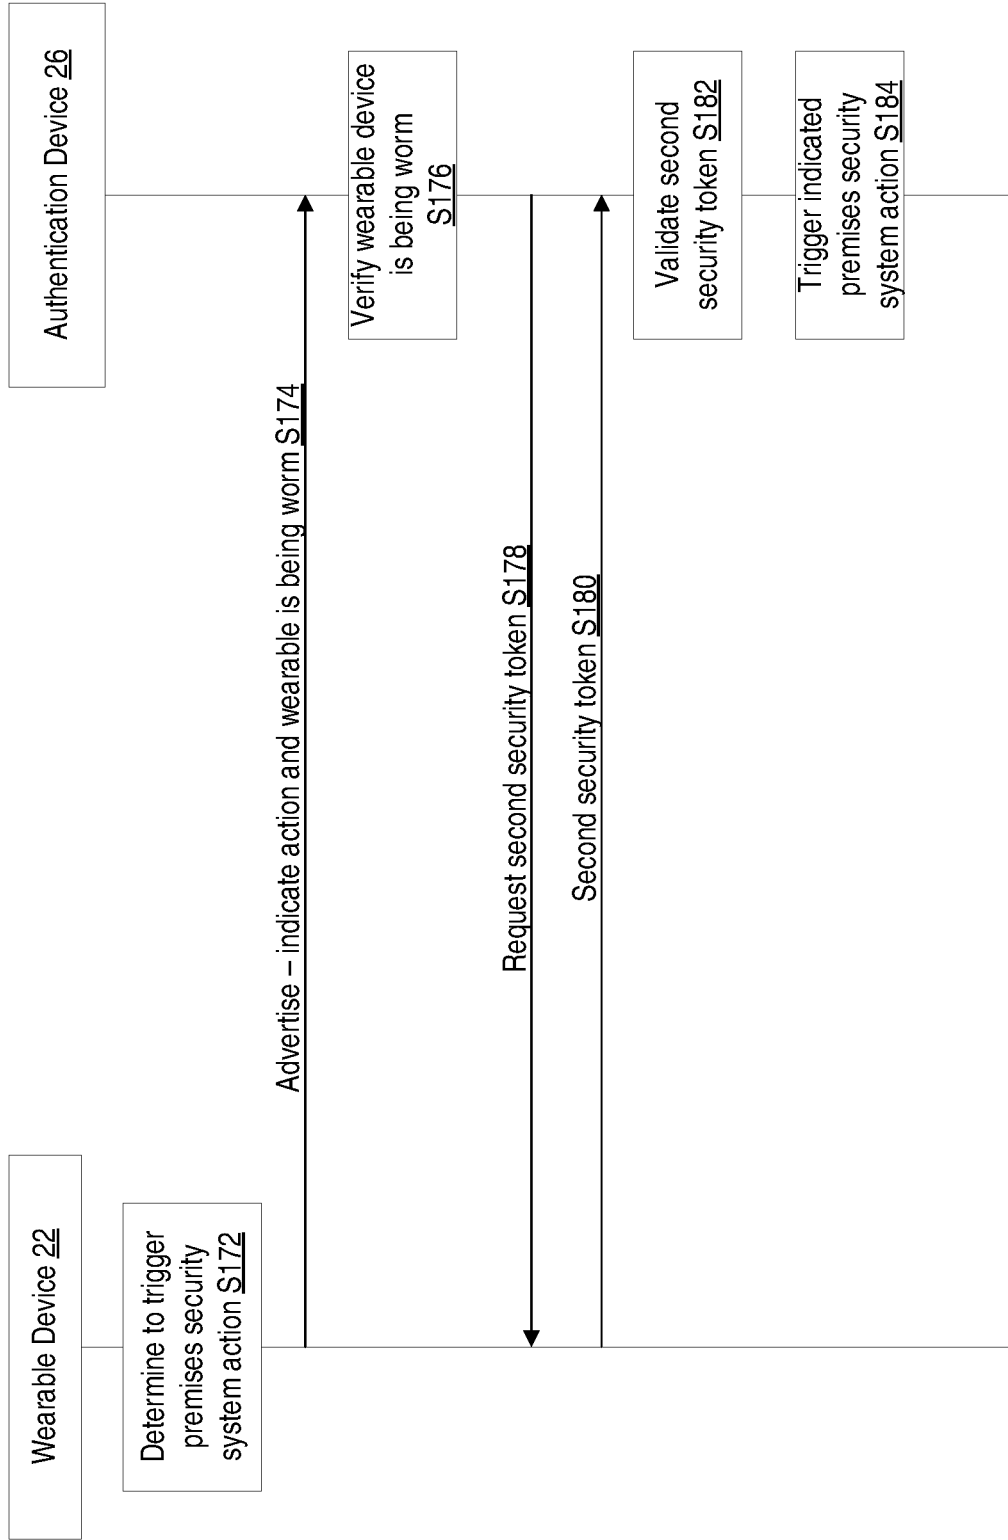 Wearable Device 22
Authentication Device 26
Determine to trigger
premises security
system action S172
Advertise – indicate action and wearable is being worm S174
Verify wearable device
is being worm
S176
Request second security token S178
Second security token S180
Validate second
security token S182
Trigger indicated
premises security
system action S184